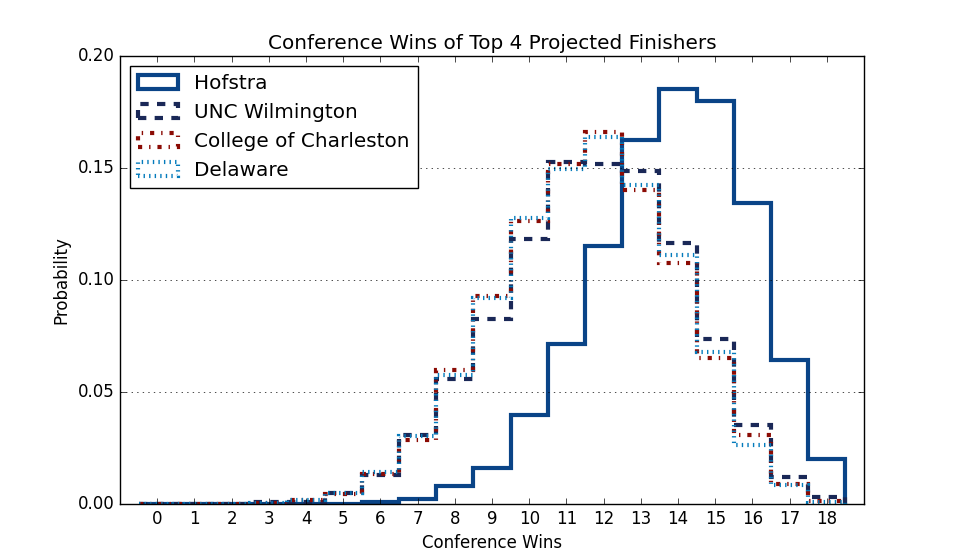 Conference Wins of Top 4 Projected Finishers
0.20
Hofstra
UNC Wilmington
College of Charleston
Delaware
0.15
0.10
0.05
0.00
Probability
0 1 2 3 4 5 6 7 8 9 10 11 12 13 14 15 16 17 18
Conference Wins